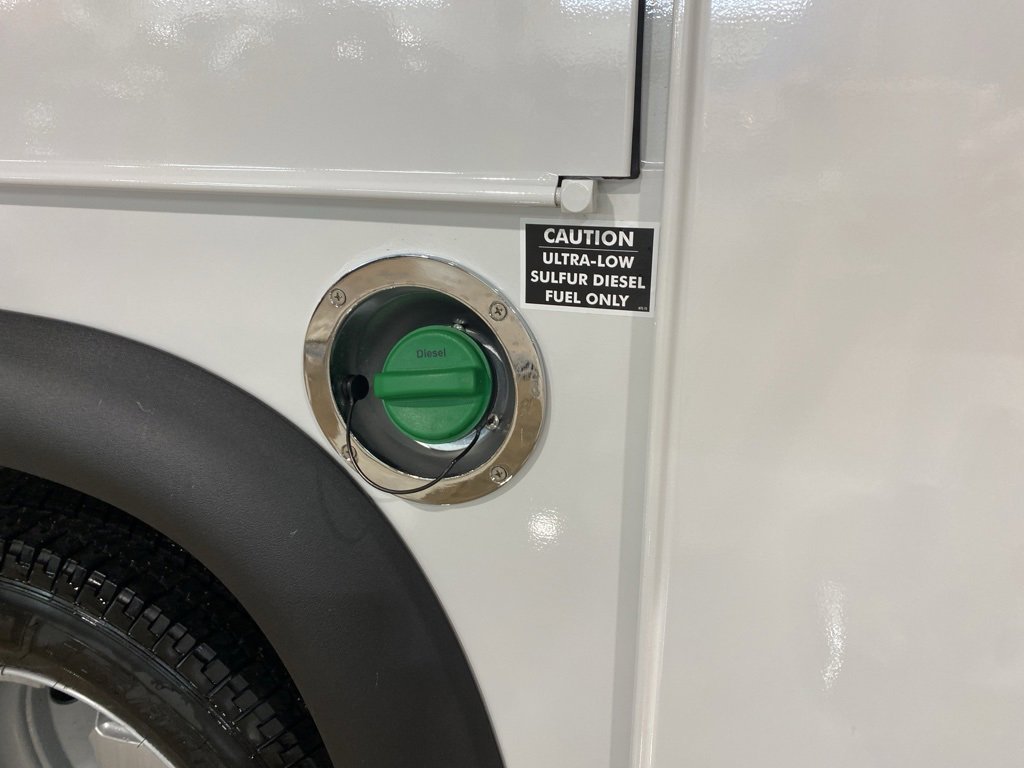 CAUTION
ULTRA-LOW
SULFUR DIESEL
FUEL ONLY
Diesel